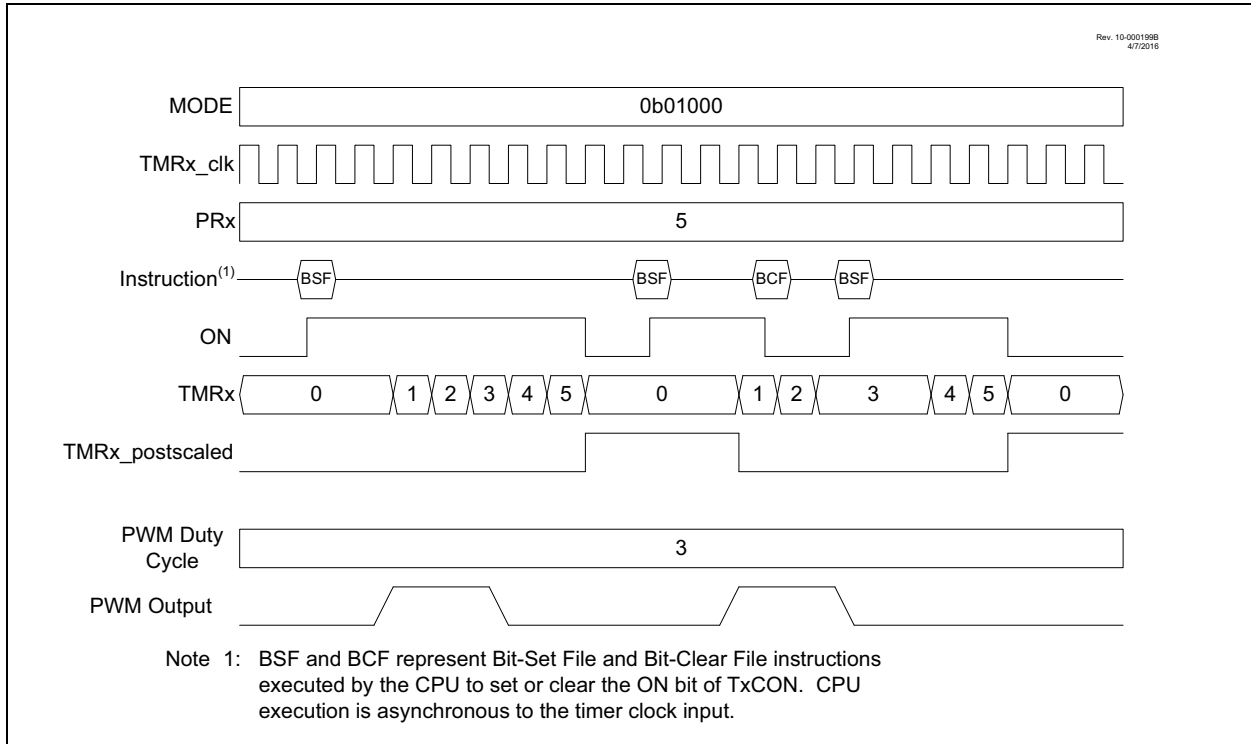 Rev. 10-000199B
4/7/2016
MODE 0b01000
TMRx_clk
PRx 5
Instruction(1) BSF BSF BCF BSF
ON
TMRx 0 1 2 3 4 5 0 1 2 3 4 5 0
TMRx_postscaled
PWM Duty
Cycle
3
PWM Output
Note 1: BSF and BCF represent Bit-Set File and Bit-Clear File instructions
executed by the CPU to set or clear the ON bit of TxCON. CPU
execution is asynchronous to the timer clock input.